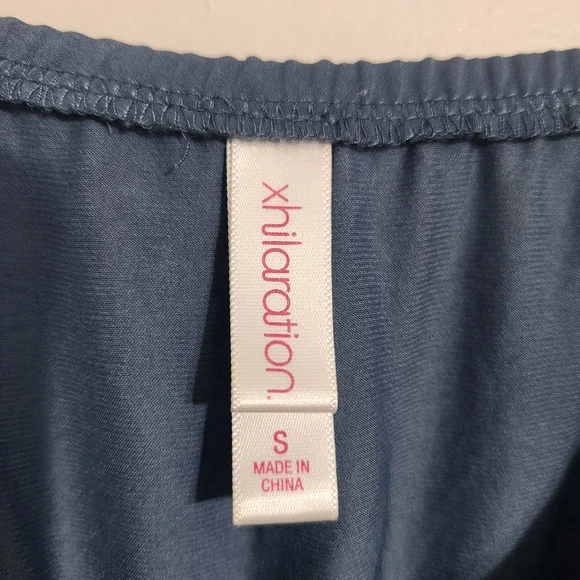 xhilaration.
S
MADE IN
CHINA